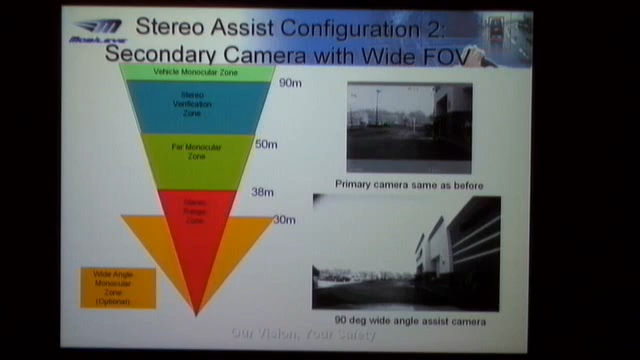 Stereo Assist Configuration 2:
Secondary Camera with Wide FOV
Mobileye
Vehicle Monocular Zone
90m
Stereo
Verification
Zone
50m
Far Monocular
Zone
38m
Stereo
Range
Zone
30m
Wide Angle
Monocular
Zone
(Optional)
Primary camera same as before
90 deg wide angle assist camera
Our Vision, Your Safety